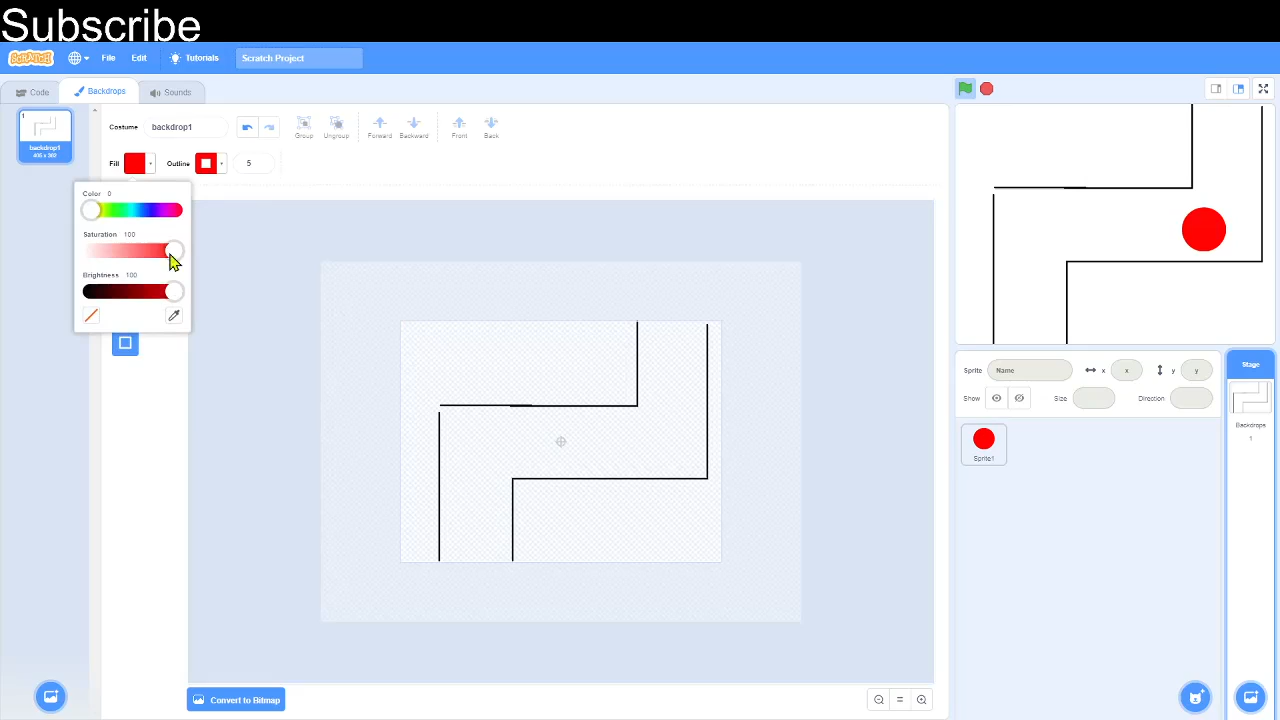 Subscribe
SCRATCH
File
Edit
Tutorials
Scratch Project
Code
Backdrops
Sounds
1
backdrop1
Costume
backdrop1
Group
Ungroup
Forward
Backward
Front
Back
Fill
Outline
5
Color 0
Saturation 100
Brightness 100
Convert to Bitmap
Sprite
Name
x
x
y
y
Show
Size
Direction
Sprite1
Stage
Backdrops
1